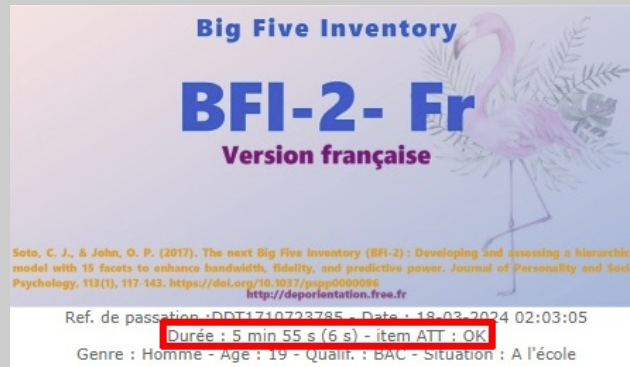 Big Five Inventory
BFI-2- Fr
Version française
Soto, C. J., & John, O. P. (2017). The next Big Five Inventory (BFI-2) : Developing and assessing a hierarchic
model with 15 facets to enhance bandwidth, fidelity, and predictive power. Journal of Personality and Soci
Psychology, 113(1), 117-143. https://doi.org/10.1037/pspp0000096
http://deporientation.free.fr
Ref. de passation :DDT1710723785 - Date : 18-03-2024 02:03:05
Durée : 5 min 55 s (6 s) - item ATT : OK
Genre : Homme - Age : 19 - Qualif. : BAC - Situation : A l'école